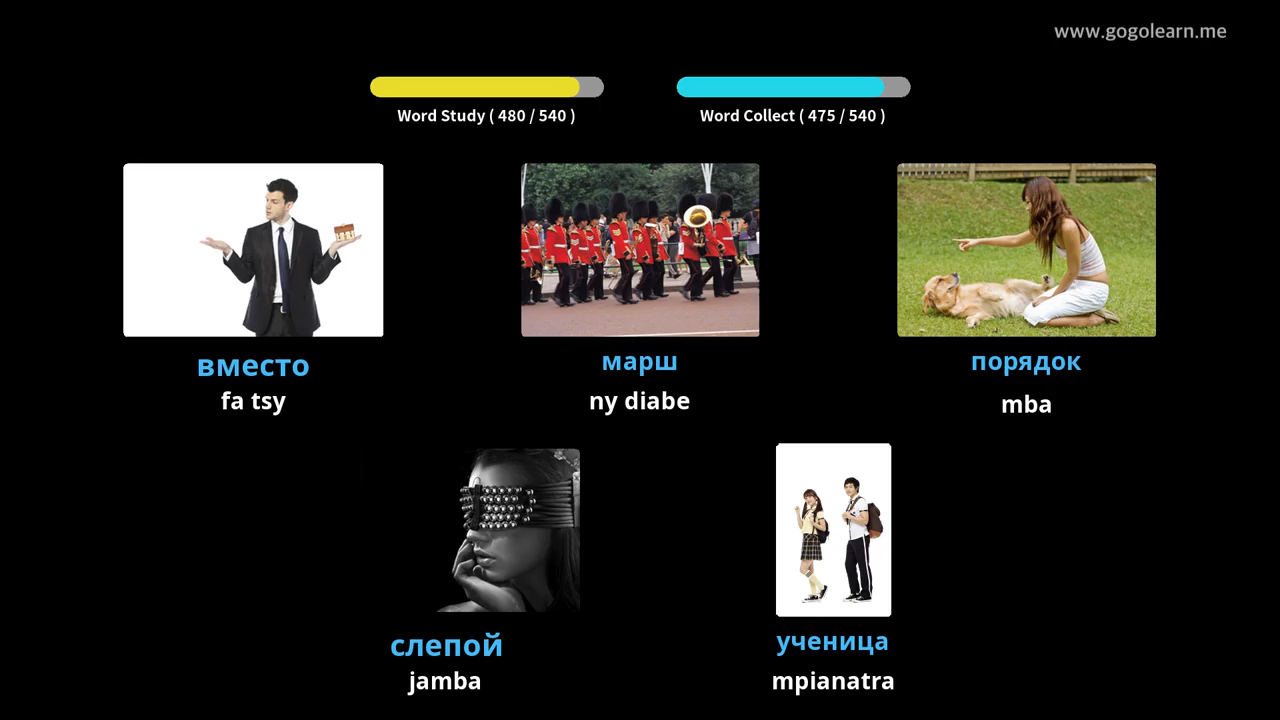 www.gogolearn.me
Word Study ( 480 / 540 )
Word Collect ( 475 / 540 )
вместо
fa tsy
марш
ny diabe
порядок
mba
слепой
jamba
ученица
mpianatra